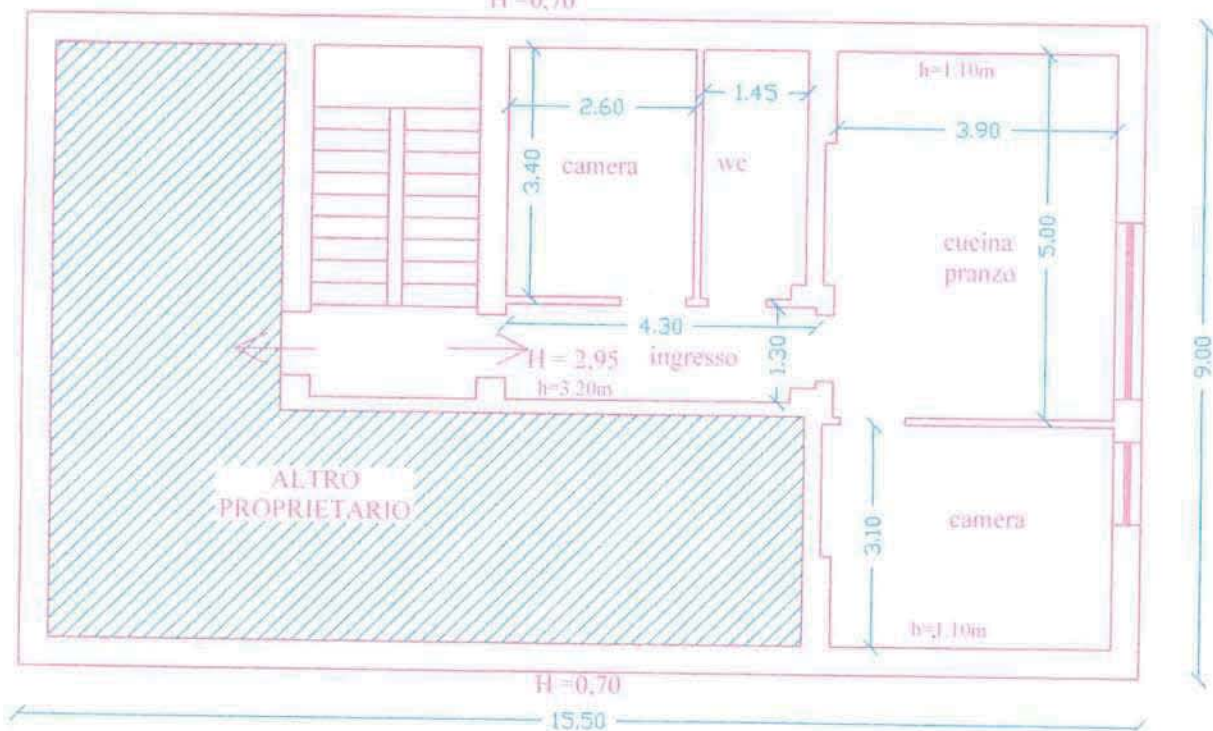 H =0,70
h=1.10m
2.60
1.45
3.90
3.40
camera
wc
5.00
cucina
pranzo
4.30
1.30
H = 2,95
ingresso
h=3.20m
9.00
ALTRO
PROPRIETARIO
3.10
camera
h=1.10m
H =0,70
15.50